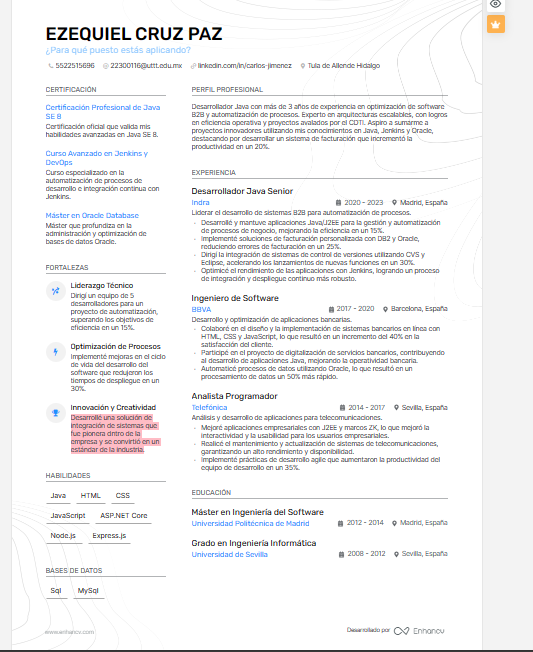 EZEQUIEL CRUZ PAZ
¿Para qué puesto estás aplicando?
5522515696
22300116@uttt.edu.mx
linkedin.com/in/carlos-jimenez
Tula de Allende Hidalgo
CERTIFICACIÓN
Certificación Profesional de Java
SE 8
Certificación oficial que valida mis
habilidades avanzadas en Java SE 8.
Curso Avanzado en Jenkins y
DevOps
Curso especializado en la
automatización de procesos de
desarrollo e integración continua con
Jenkins.
Máster en Oracle Database
Máster que profundiza en la
administración y optimización de
bases de datos Oracle.
FORTALEZAS
Liderazgo Técnico
Dirigí un equipo de 5
desarrolladores para un
proyecto de automatización,
superando los objetivos de
eficiencia en un 15%.
Optimización de Procesos
Implementé mejoras en el ciclo
de vida del desarrollo del
software que redujeron los
tiempos de despliegue en un
30%.
Innovación y Creatividad
Desarrollé una solución de
integración de sistemas que
fue pionera dntro de la
empresa y se convirtió en un
estándar de la industria.
HABILIDADES
Java HTML CSS
JavaScript ASP.NET Core
Node.js Express.js
BASES DE DATOS
Sql MySql
PERFIL PROFESIONAL
Desarrollador Java con más de 3 años de experiencia en optimización de software
B2B y automatización de procesos. Experto en arquitecturas escalables, con logros
en eficiencia operativa y proyectos avalados por el CDTI. Aspiro a sumarme a
proyectos innovadores utilizando mis conocimientos en Java, Jenkins y Oracle,
destacando por desarrollar un sistema de facturación que incrementó la
productividad en un 20%.
EXPERIENCIA
Desarrollador Java Senior
Indra 2020 - 2023 Madrid, España
Liderar el desarrollo de sistemas B2B para automatización de procesos.
- Desarrollé y mantuve aplicaciones Java/J2EE para la gestión y automatización
de procesos de negocio, mejorando la eficiencia en un 15%.
- Implementé soluciones de facturación personalizada con DB2 y Oracle,
reduciendo errores de facturación en un 25%.
- Dirigí la integración de sistemas de control de versiones utilizando CVS y
Eclipse, acelerando los lanzamientos de nuevas funciones en un 30%.
- Optimicé el rendimiento de las aplicaciones con Jenkins, logrando un proceso
de integración y despliegue continuo más robusto.
Ingeniero de Software
BBVA 2017 - 2020 Barcelona, España
Desarrollo y optimización de aplicaciones bancarias.
- Colaboré en el diseño y la implementación de sistemas bancarios en línea con
HTML, CSS y JavaScript, lo que resultó en un incremento del 40% en la
satisfacción del cliente.
- Participé en el proyecto de digitalización de servicios bancarios, contribuyendo
al desarrollo de aplicaciones Java, mejorando la operatividad bancaria.
- Automaticé procesos de datos utilizando Oracle, lo que resultó en un
procesamiento de datos un 50% más rápido.
Analista Programador
Telefónica 2014 - 2017 Sevilla, España
Análisis y desarrollo de aplicaciones para telecomunicaciones.
- Mejoré aplicaciones empresariales con J2EE y marcos ZK, lo que mejoró la
interactividad y la usabilidad para los usuarios empresariales.
- Realicé el mantenimiento y actualización de sistemas de telecomunicaciones,
garantizando un alto rendimiento y disponibilidad.
- Implementé prácticas de desarrollo agile que aumentaron la productividad del
equipo de desarrollo en un 35%.
EDUCACIÓN
Máster en Ingeniería del Software
Universidad Politécnica de Madrid 2012 - 2014 Madrid, España
Grado en Ingeniería Informática
Universidad de Sevilla 2008 - 2012 Sevilla, España
www.enhancv.com
Desarrollado por Enhancv